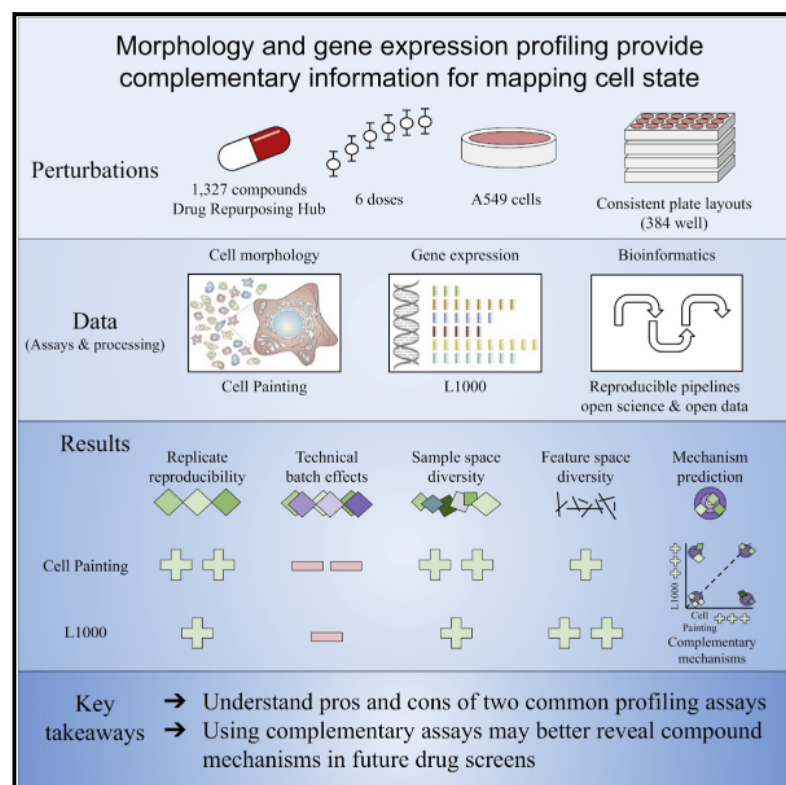 Morphology and gene expression profiling provide
complementary information for mapping cell state
Perturbations
1,327 compounds
Drug Repurposing Hub
6 doses
A549 cells
Consistent plate layouts
(384 well)
Data
(Assays & processing)
Cell morphology
Gene expression
Bioinformatics
Cell Painting
L1000
Reproducible pipelines
open science & open data
Results
Replicate
reproducibility
Technical
batch effects
Sample space
diversity
Feature space
diversity
Mechanism
prediction
Cell Painting
L1000
L1000
Cell
Painting
Complementary
mechanisms
Key
takeaways
➔ Understand pros and cons of two common profiling assays
➔ Using complementary assays may better reveal compound
mechanisms in future drug screens